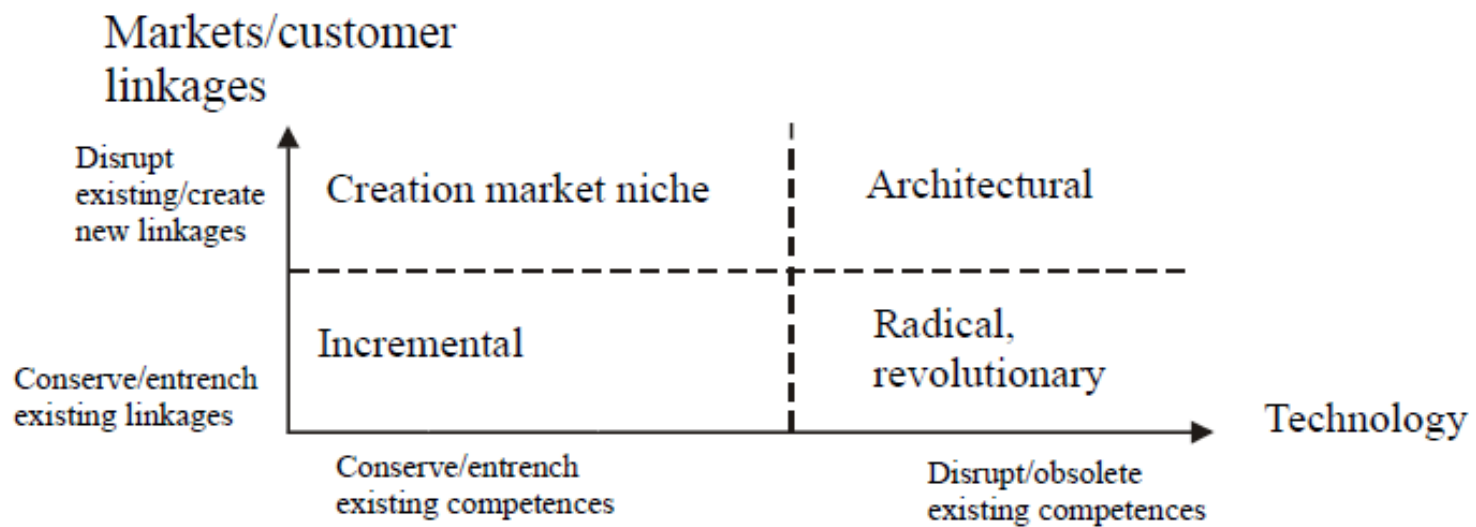 Markets/customer
linkages
Disrupt
existing/create
new linkages
Creation market niche
Architectural
Incremental
Radical,
revolutionary
Conserve/entrench
existing linkages
Technology
Conserve/entrench
existing competences
Disrupt/obsolete
existing competences